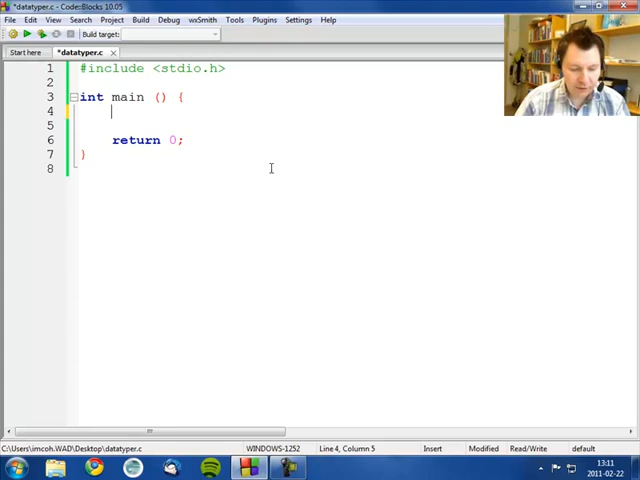 *datatyper.c - Code::Blocks 10.05
File Edit View Search Project Build Debug wxSmith Tools Plugins Settings Help
Build target:
Start here
*datatyper.c
1 #include <stdio.h>
2
3 int main () {
4
5
6 return 0;
7 }
8
C:\Users\imcoh.WAD\Desktop\datatyper.c WINDOWS-1252 Line 4, Column 5 Insert Modified Read/Write default
13:11
2011-02-22